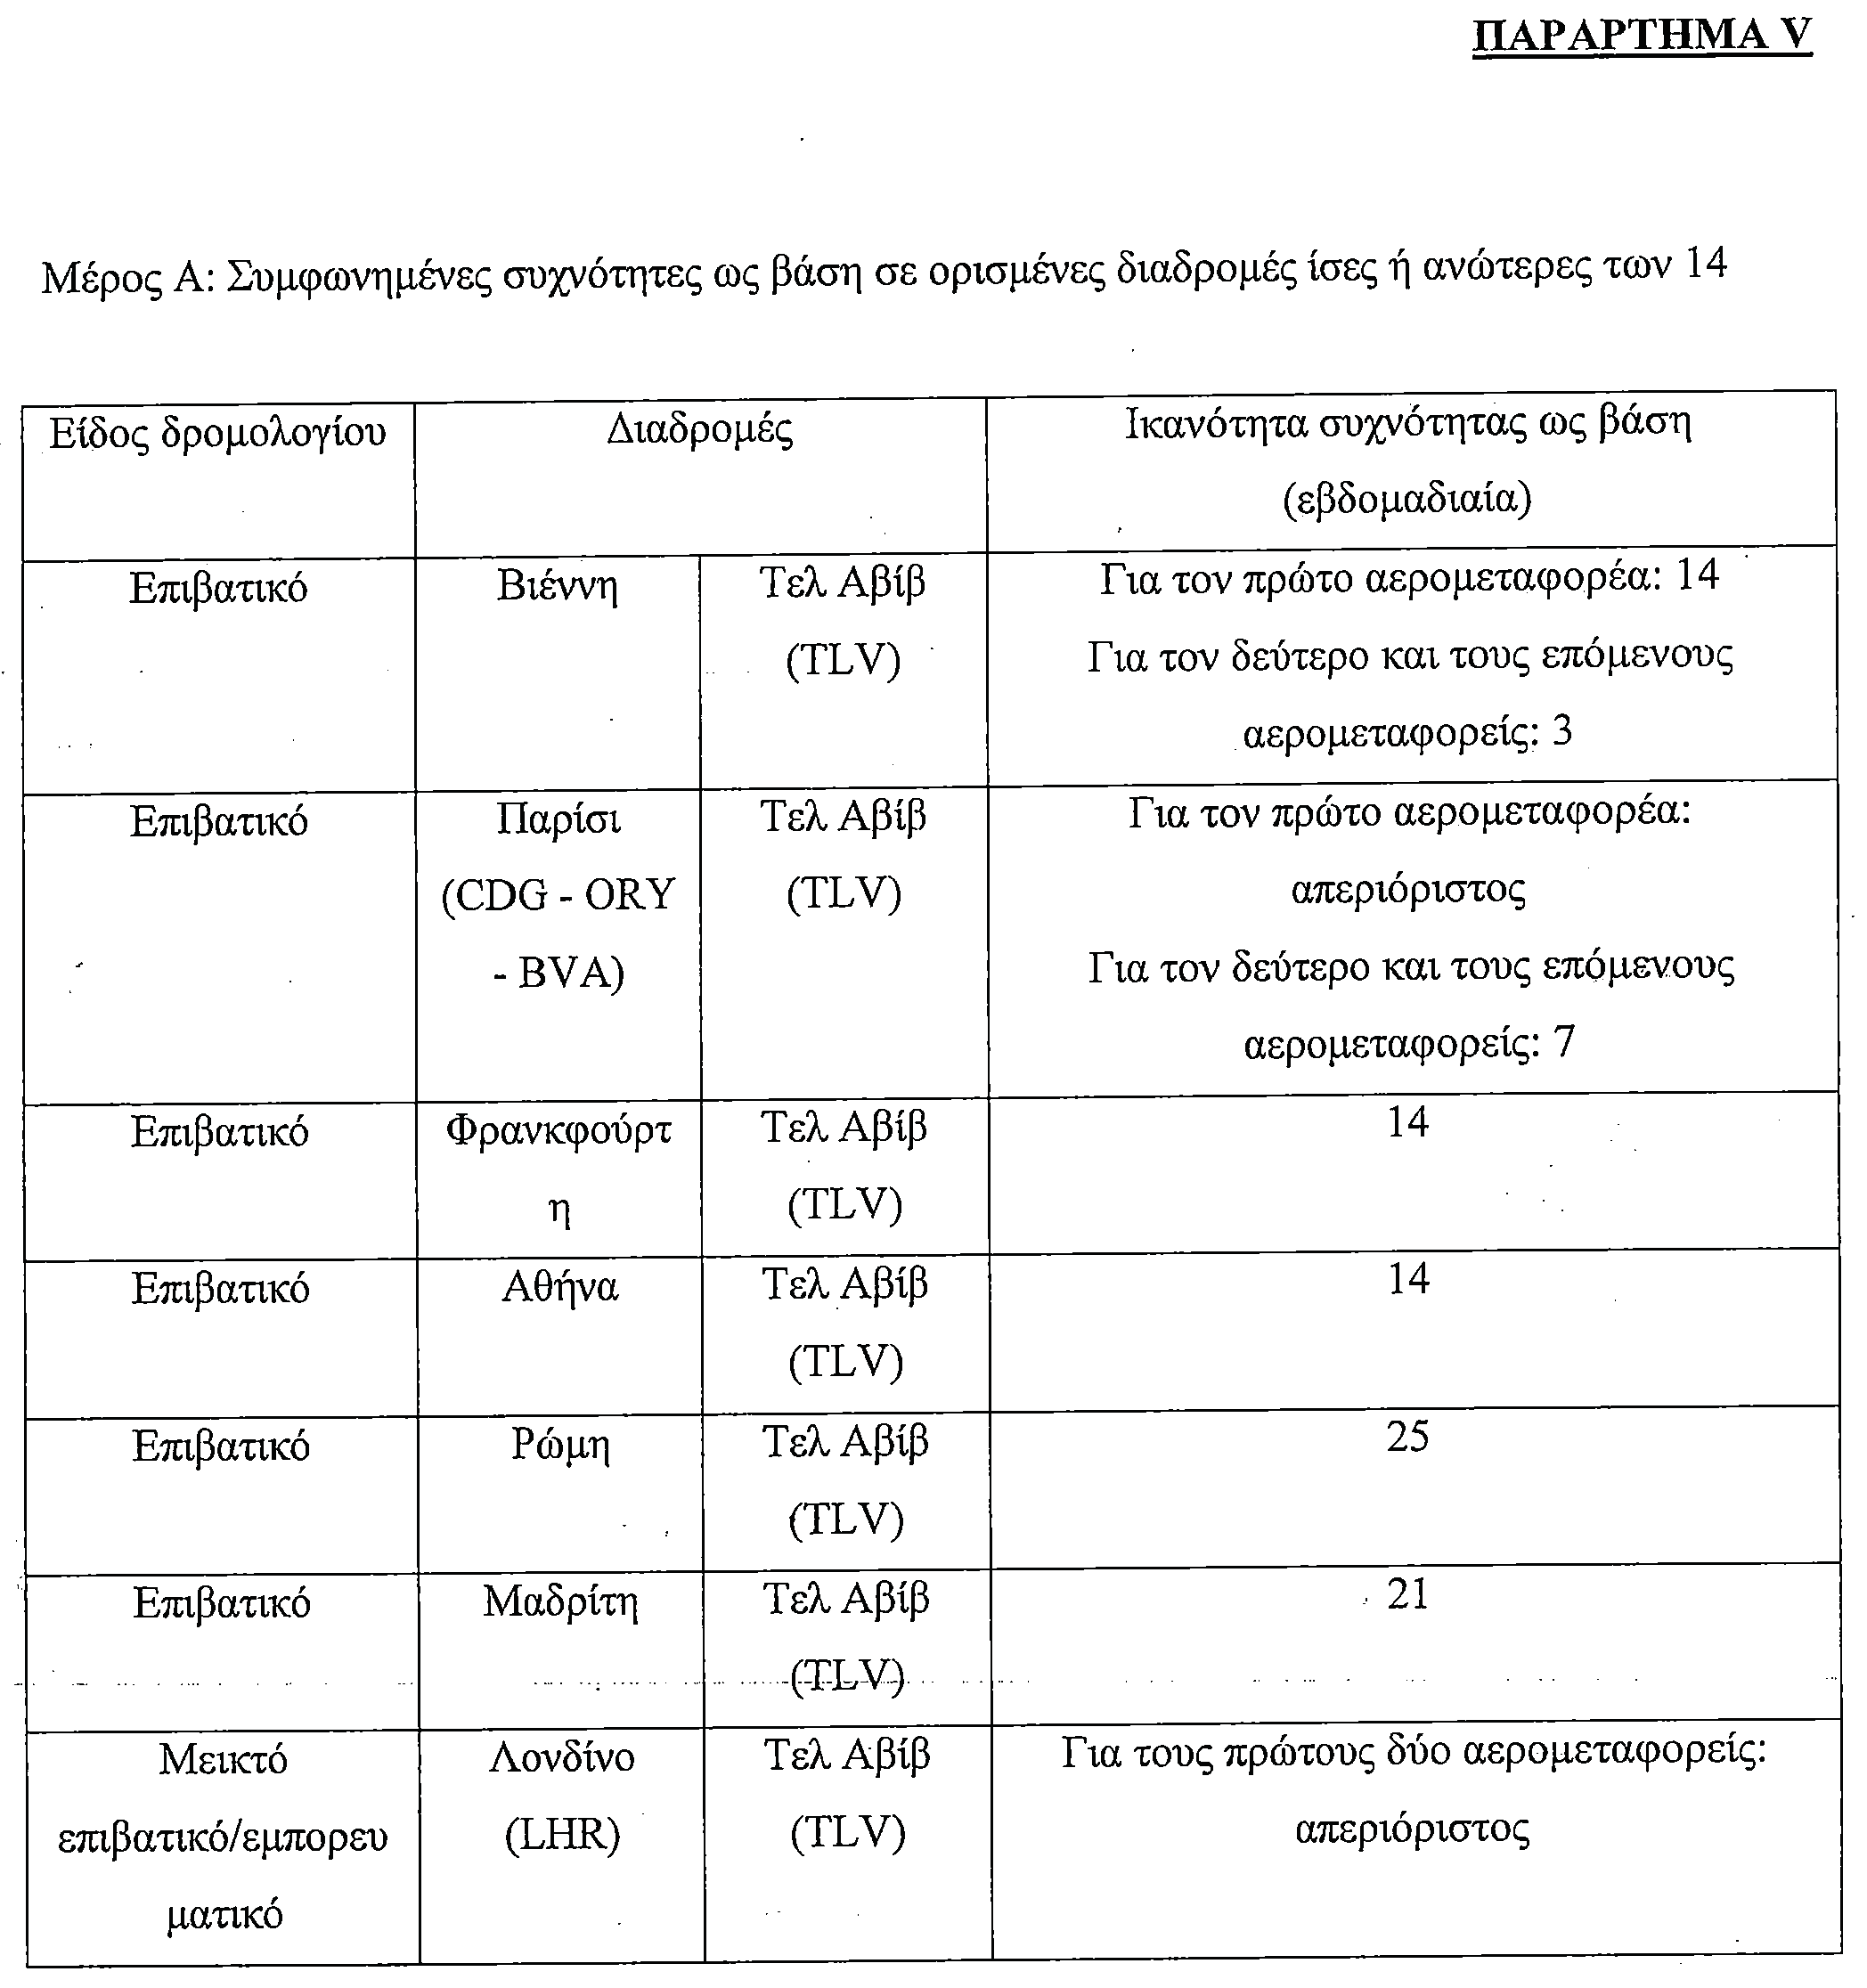 ΠΑΡΑΡΤΗΜΑ V
Μέρος Α: Συμφωνημένες συχνότητες ως βάση σε ορισμένες διαδρομές ίσες ή ανώτερες των 14
Είδος δρομολογίου
Διαδρομές
Ικανότητα συχνότητας ως βάση
(εβδομαδιαία)
Επιβατικό
Βιέννη
Τελ Αβίβ
(TLV)
Για τον πρώτο αερομεταφορέα: 14
Για τον δεύτερο και τους επόμενους
αερομεταφορείς: 3
Επιβατικό
Παρίσι
(CDG - ORY
- BVA)
Τελ Αβίβ
(TLV)
Για τον πρώτο αερομεταφορέα:
απεριόριστος
Για τον δεύτερο και τους επόμενους
αερομεταφορείς: 7
Επιβατικό
Φρανκφούρτ
η
Τελ Αβίβ
(TLV)
14
Επιβατικό
Αθήνα
Τελ Αβίβ
(TLV)
14
Επιβατικό
Ρώμη
Τελ Αβίβ
(TLV)
25
Επιβατικό
Μαδρίτη
Τελ Αβίβ
(TLV)
21
Μεικτό
επιβατικό/εμπορευ
ματικό
Λονδίνο
(LHR)
Τελ Αβίβ
(TLV)
Για τους πρώτους δύο αερομεταφορείς:
απεριόριστος